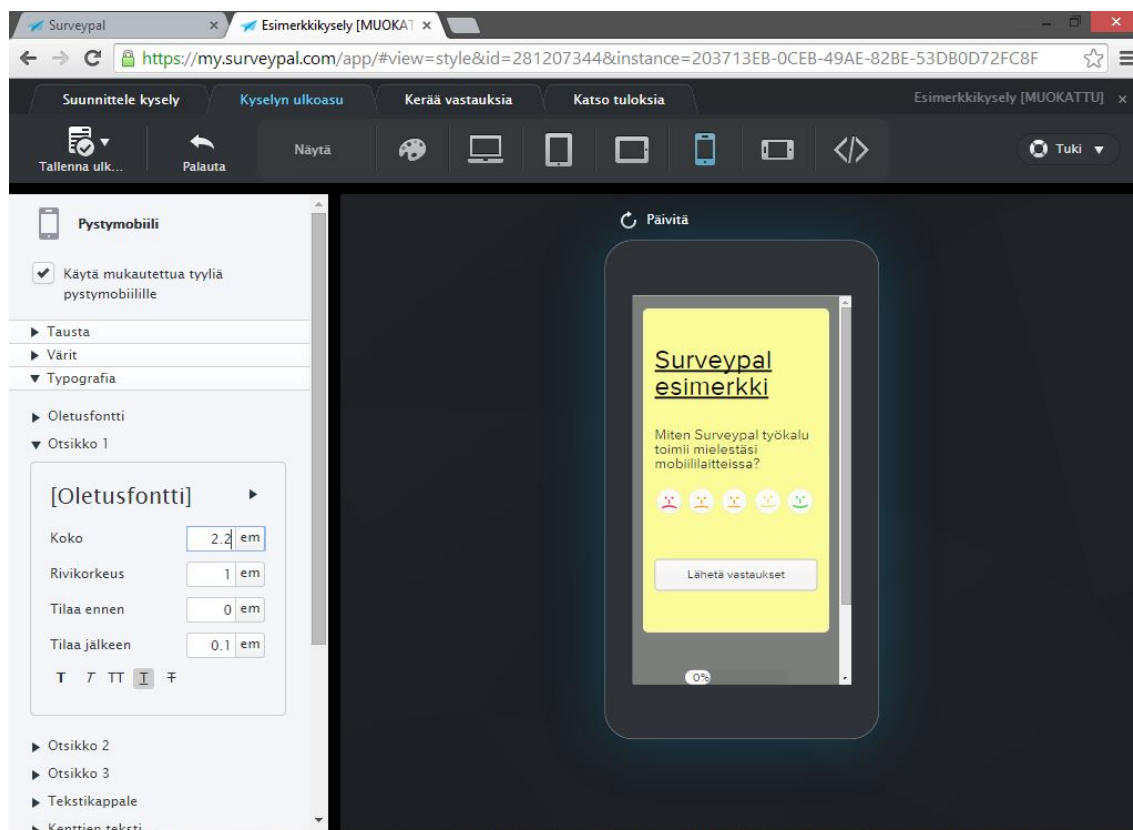 Surveypal
Esimerkkikysely [MUOKAT
https://my.surveypal.com/app/#view=style&id=281207344&instance=203713EB-0CEB-49AE-82BE-53DB0D72FC8F
Suunnittele kysely
Kyselyn ulkoasu
Kerää vastauksia
Katso tuloksia
Esimerkkikysely [MUOKATTU] x
Tallenna ulk...
Palauta
Näytä
</>
Tuki
Pystymobiili
Käytä mukautettua tyyliä
pystymobiilille
Tausta
Värit
Typografia
Oletusfontti
Otsikko 1
[Oletusfontti]
Koko 2.2 em
Rivikorkeus 1 em
Tilaa ennen 0 em
Tilaa jälkeen 0.1 em
T T TT T T
Otsikko 2
Otsikko 3
Tekstikappale
Kenttien teksti
Päivitä
Surveypal
esimerkki
Miten Surveypal työkalu
toimii mielestäsi
mobiililaitteissa?
Lähetä vastaukset
0%